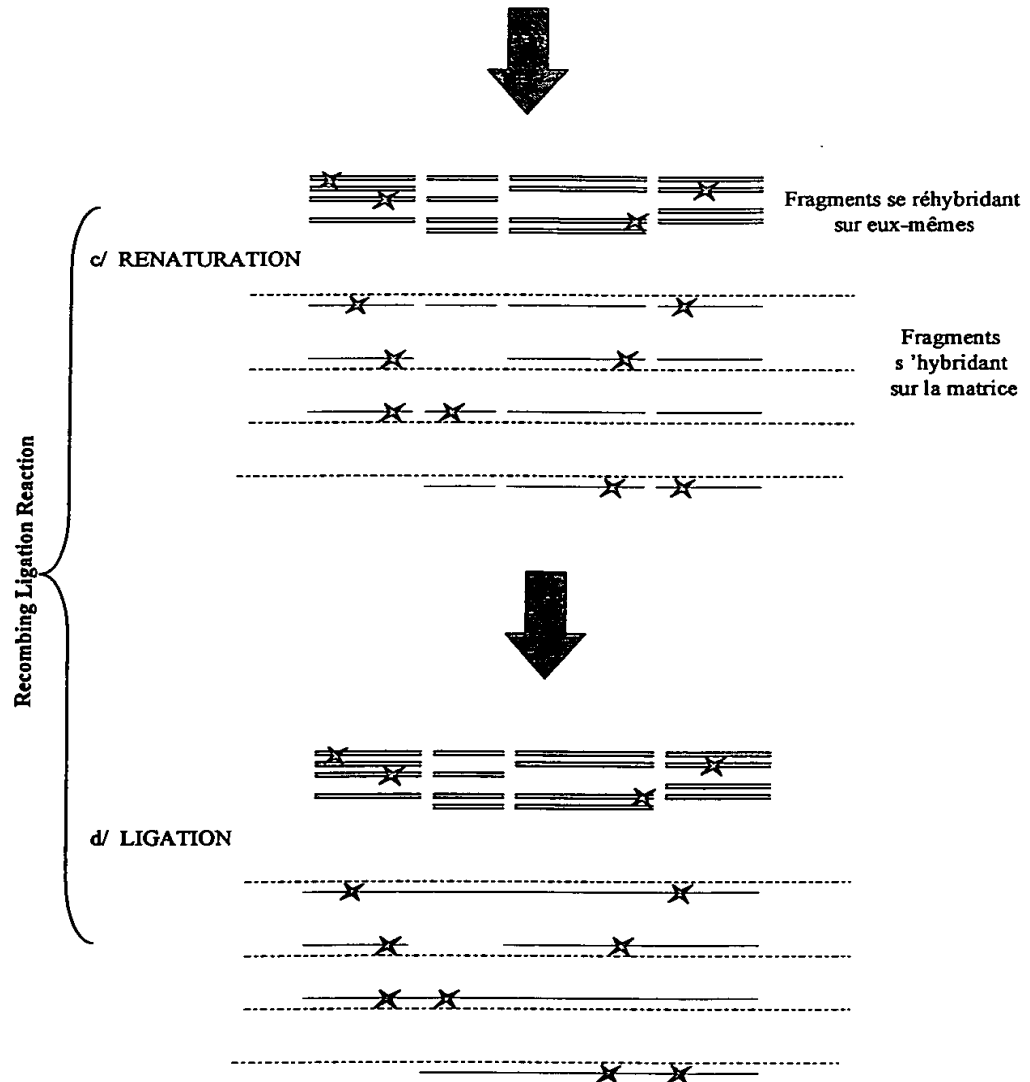 Fragments se réhybridant
sur eux-mêmes
c/ RENATURATION
Fragments
s 'hybridant
sur la matrice
Recombing Ligation Reaction
d/ LIGATION